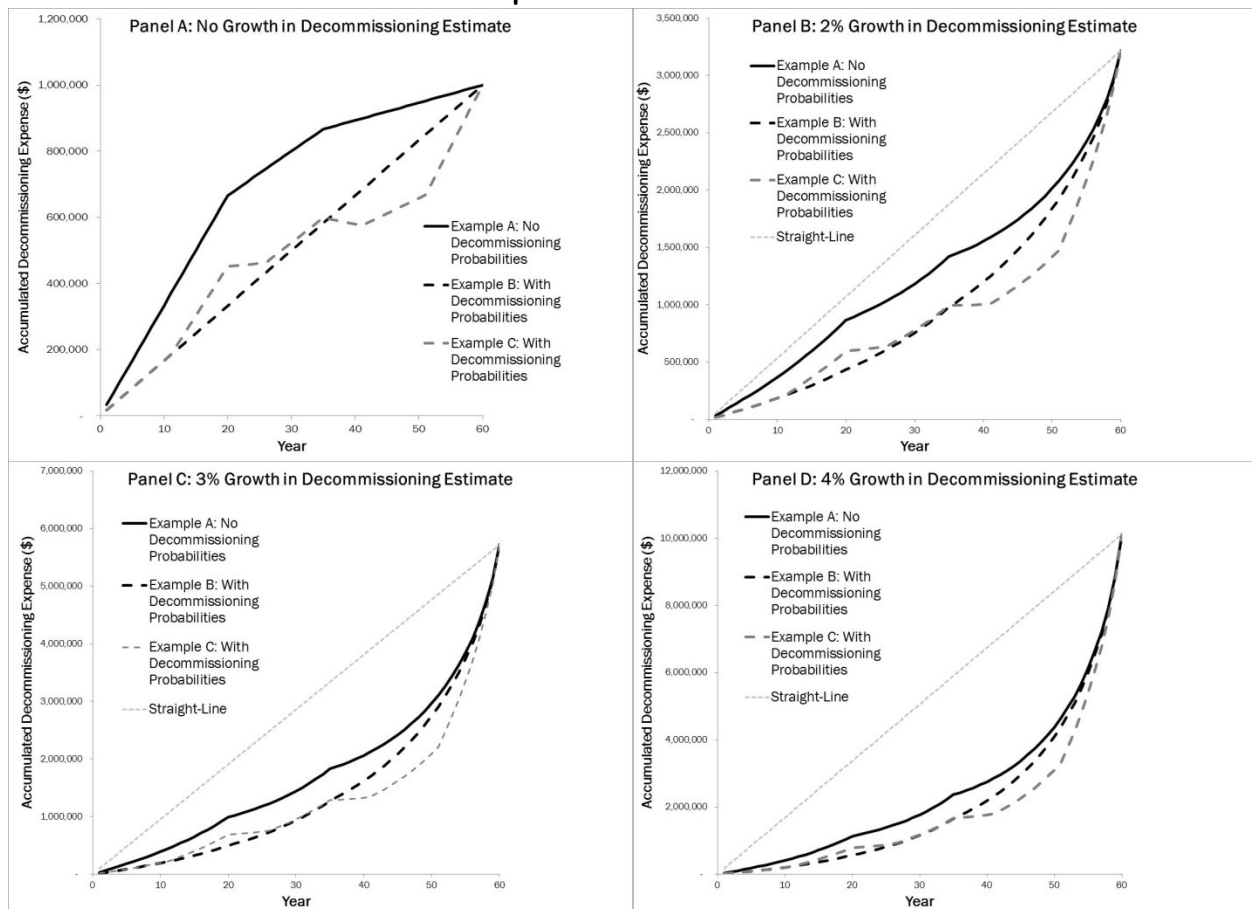 Panel A: No Growth in Decommissioning Estimate
Accumulated Decommissioning Expense ($)
1,200,000
1,000,000
800,000
600,000
400,000
200,000
-
0 10 20 30 40 50 60
Year
Example A: No
Decommissioning
Probabilities
Example B: With
Decommissioning
Probabilities
Example C: With
Decommissioning
Probabilities
Panel B: 2% Growth in Decommissioning Estimate
Accumulated Decommissioning Expense ($)
3,500,000
3,000,000
2,500,000
2,000,000
1,500,000
1,000,000
500,000
-
0 10 20 30 40 50 60
Year
Example A: No
Decommissioning
Probabilities
Example B: With
Decommissioning
Probabilities
Example C: With
Decommissioning
Probabilities
Straight-Line
Panel C: 3% Growth in Decommissioning Estimate
Accumulated Decommissioning Expense ($)
7,000,000
6,000,000
5,000,000
4,000,000
3,000,000
2,000,000
1,000,000
-
0 10 20 30 40 50 60
Year
Example A: No
Decommissioning
Probabilities
Example B: With
Decommissioning
Probabilities
Example C: With
Decommissioning
Probabilities
Straight-Line
Panel D: 4% Growth in Decommissioning Estimate
Accumulated Decommissioning Expense ($)
12,000,000
10,000,000
8,000,000
6,000,000
4,000,000
2,000,000
-
0 10 20 30 40 50 60
Year
Example A: No
Decommissioning
Probabilities
Example B: With
Decommissioning
Probabilities
Example C: With
Decommissioning
Probabilities
Straight-Line